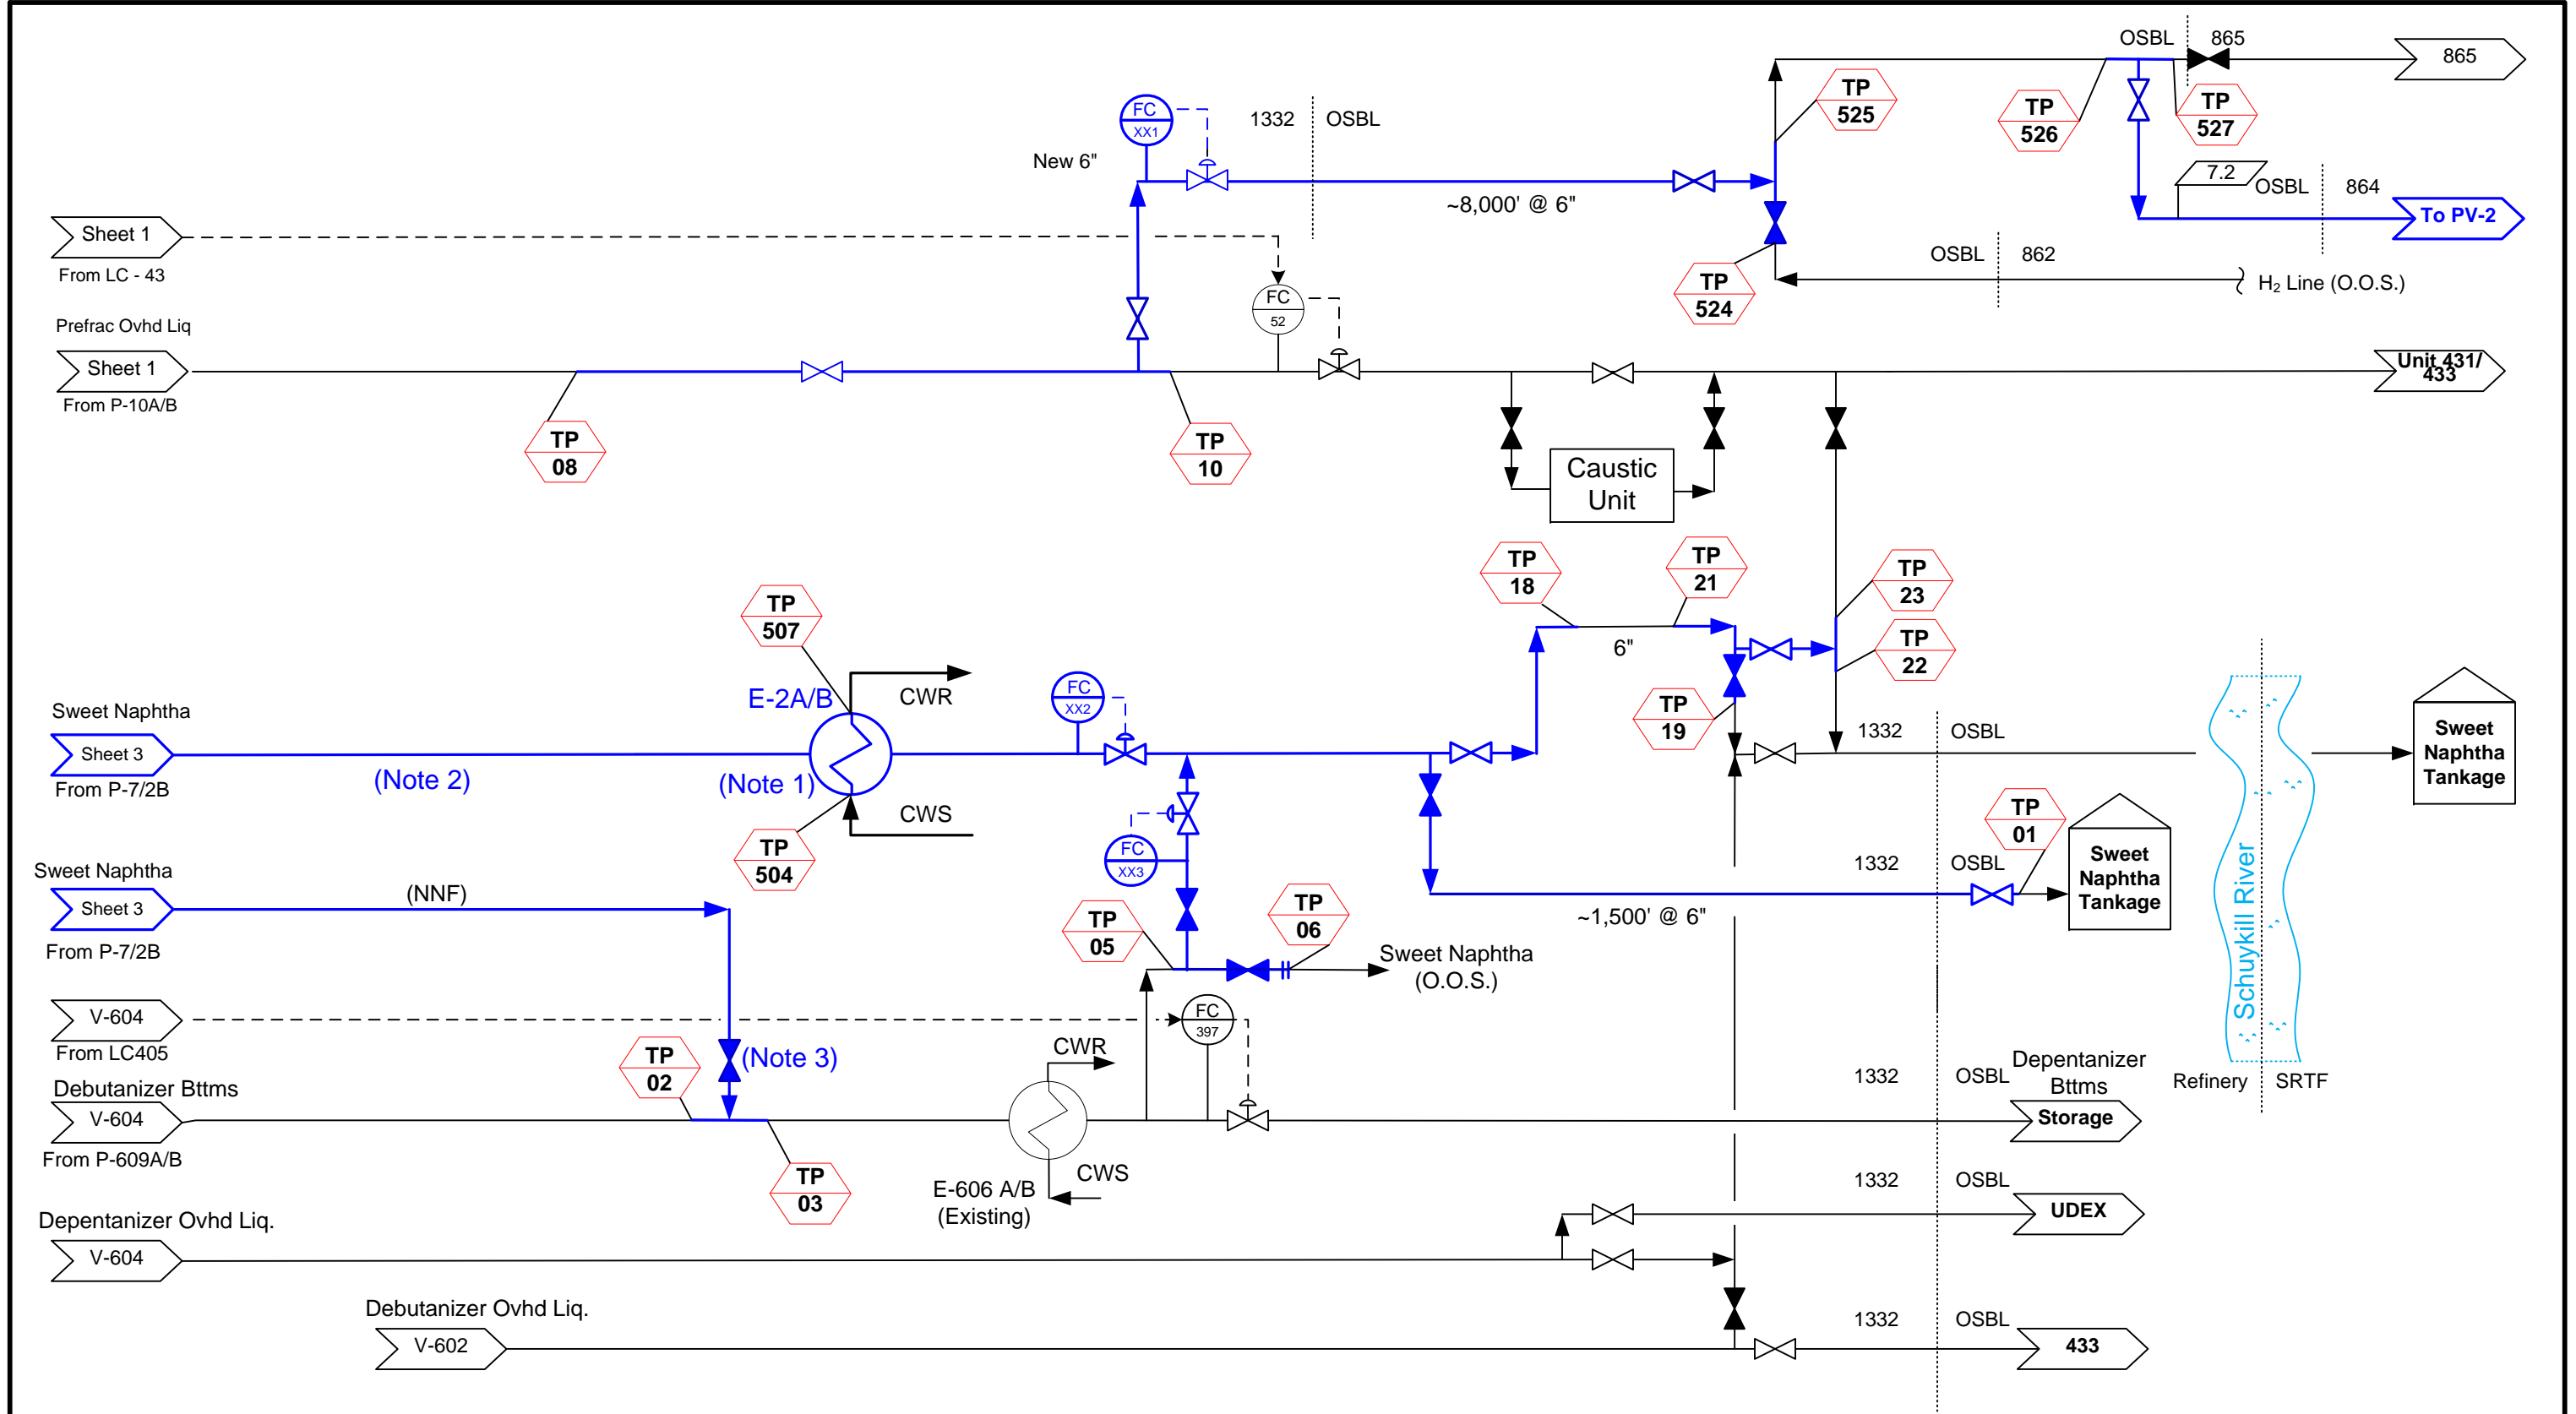 OSBL
865
865
TP
525
TP
526
TP
527
FC
XX1
1332
OSBL
New 6"
7.2
OSBL
864
~8,000' @ 6"
To PV-2
Sheet 1
From LC - 43
OSBL
862
TP
524
H2 Line (O.O.S.)
FC
52
Prefrac Ovhd Liq
Sheet 1
From P-10A/B
Unit 431/
433
TP
08
TP
10
Caustic
Unit
TP
18
TP
21
TP
23
TP
507
6"
TP
22
E-2A/B
CWR
FC
XX2
TP
19
Sweet Naphtha
Sheet 3
From P-7/2B
(Note 2)
(Note 1)
1332
OSBL
Sweet
Naphtha
Tankage
CWS
TP
504
FC
XX3
TP
01
Sweet Naphtha
Sheet 3
From P-7/2B
(NNF)
1332
OSBL
Sweet
Naphtha
Tankage
~1,500' @ 6"
TP
05
TP
06
Sweet Naphtha
(O.O.S.)
Schuykill River
V-604
From LC405
FC
397
TP
02
(Note 3)
CWR
1332
OSBL
Depentanizer
Bttms
Refinery
SRTF
Debutanizer Bttms
V-604
From P-609A/B
Storage
TP
03
CWS
E-606 A/B
(Existing)
1332
OSBL
UDEX
Depentanizer Ovhd Liq.
V-604
Debutanizer Ovhd Liq.
V-602
1332
OSBL
433